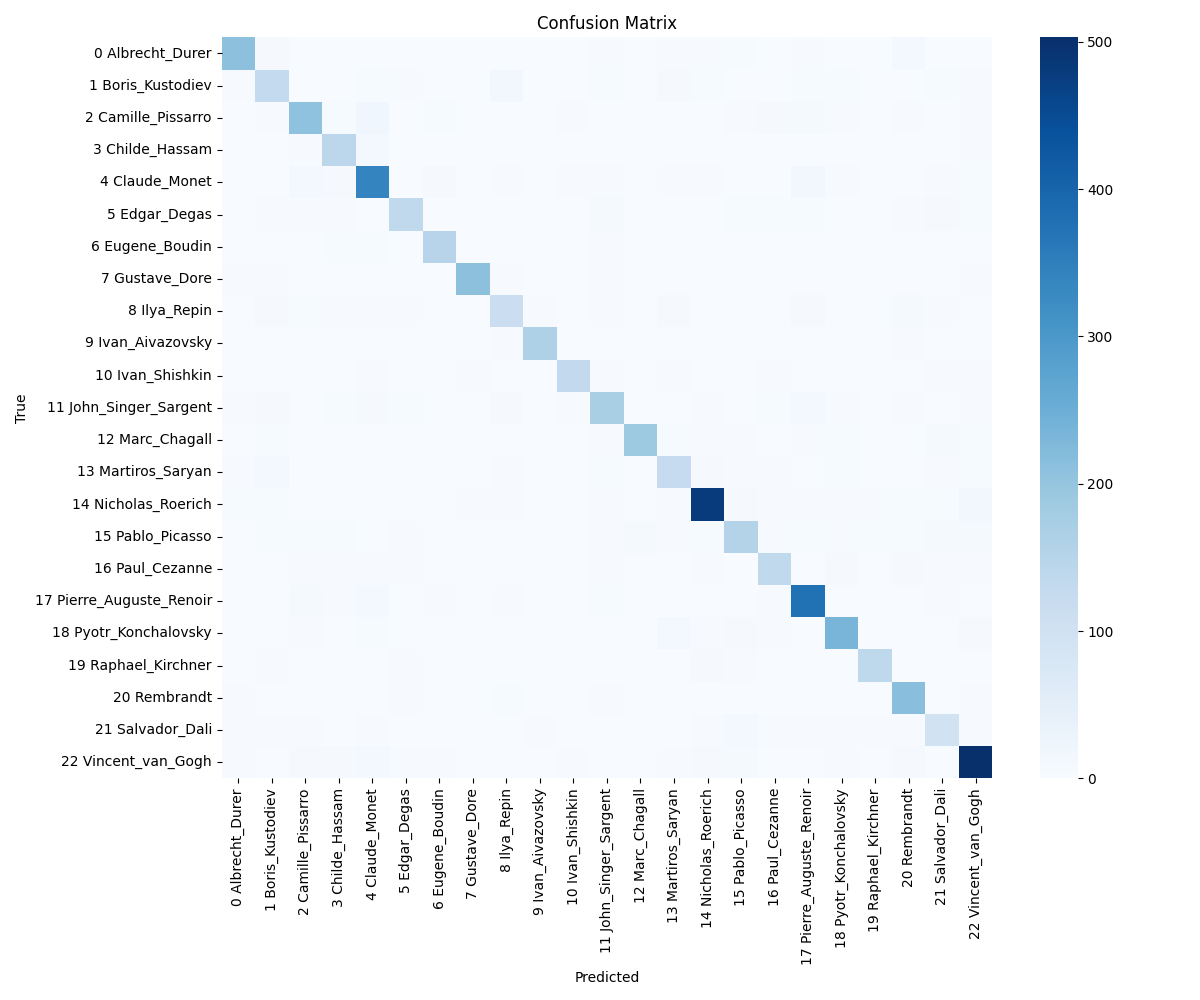 Confusion Matrix
True
0 Albrecht_Durer
1 Boris_Kustodiev
2 Camille_Pissarro
3 Childe_Hassam
4 Claude_Monet
5 Edgar_Degas
6 Eugene_Boudin
7 Gustave_Dore
8 Ilya_Repin
9 Ivan_Aivazovsky
10 Ivan_Shishkin
11 John_Singer_Sargent
12 Marc_Chagall
13 Martiros_Saryan
14 Nicholas_Roerich
15 Pablo_Picasso
16 Paul_Cezanne
17 Pierre_Auguste_Renoir
18 Pyotr_Konchalovsky
19 Raphael_Kirchner
20 Rembrandt
21 Salvador_Dali
22 Vincent_van_Gogh
0 Albrecht_Durer
1 Boris_Kustodiev
2 Camille_Pissarro
3 Childe_Hassam
4 Claude_Monet
5 Edgar_Degas
6 Eugene_Boudin
7 Gustave_Dore
8 Ilya_Repin
9 Ivan_Aivazovsky
10 Ivan_Shishkin
11 John_Singer_Sargent
12 Marc_Chagall
13 Martiros_Saryan
14 Nicholas_Roerich
15 Pablo_Picasso
16 Paul_Cezanne
17 Pierre_Auguste_Renoir
18 Pyotr_Konchalovsky
19 Raphael_Kirchner
20 Rembrandt
21 Salvador_Dali
22 Vincent_van_Gogh
Predicted
500
400
300
200
100
0